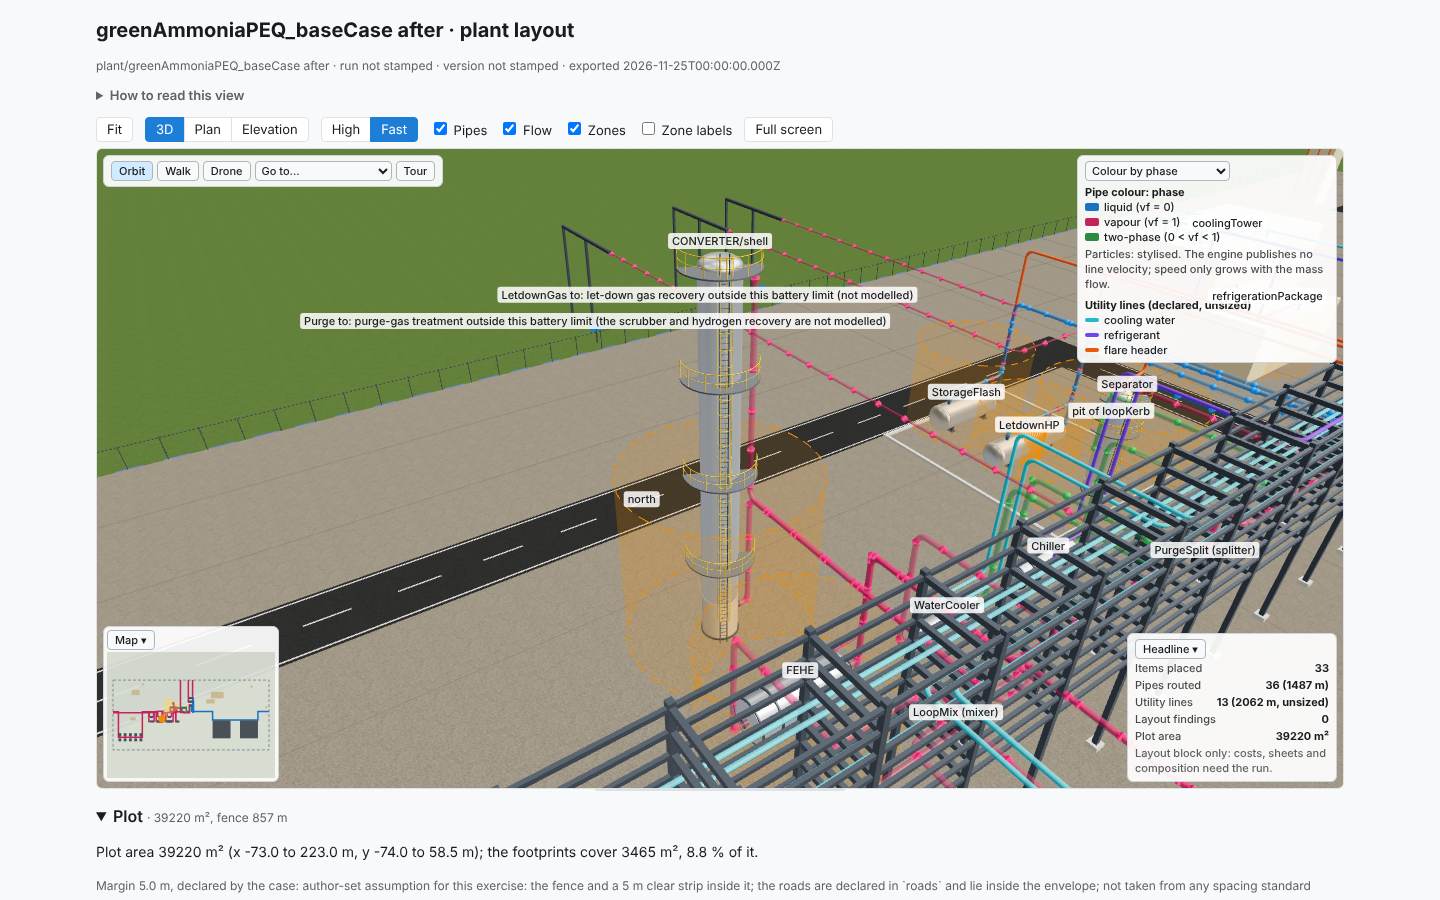 greenAmmoniaPEQ_baseCase after · plant layout
plant/greenAmmoniaPEQ_baseCase after · run not stamped · version not stamped · exported 2026-11-25T00:00:00.000Z
How to read this view
Fit 3D Plan Elevation High Fast Pipes Flow Zones Zone labels Full screen
Orbit Walk Drone Go to... Tour
Colour by phase
Pipe colour: phase
liquid (vf = 0)
vapour (vf = 1)
coolingTower
two-phase (0 < vf < 1)
Particles: stylised. The engine publishes no
line velocity; speed only grows with the mass
flow.
refrigerationPackage
Utility lines (declared, unsized)
cooling water
refrigerant
flare header
CONVERTER/shell
LetdownGas to: let-down gas recovery outside this battery limit (not modelled)
Purge to: purge-gas treatment outside this battery limit (the scrubber and hydrogen recovery are not modelled)
Separator
StorageFlash
pit of loopKerb
LetdownHP
north
Chiller
PurgeSplit (splitter)
WaterCooler
FEHE
LoopMix (mixer)
Map ▾
Headline ▾
Items placed 33
Pipes routed 36 (1487 m)
Utility lines 13 (2062 m, unsized)
Layout findings 0
Plot area 39220 m²
Layout block only: costs, sheets and
composition need the run.
Plot · 39220 m², fence 857 m
Plot area 39220 m² (x -73.0 to 223.0 m, y -74.0 to 58.5 m); the footprints cover 3465 m², 8.8 % of it.
Margin 5.0 m, declared by the case: author-set assumption for this exercise: the fence and a 5 m clear strip inside it; the roads are declared in `roads` and lie inside the envelope; not taken from any spacing standard